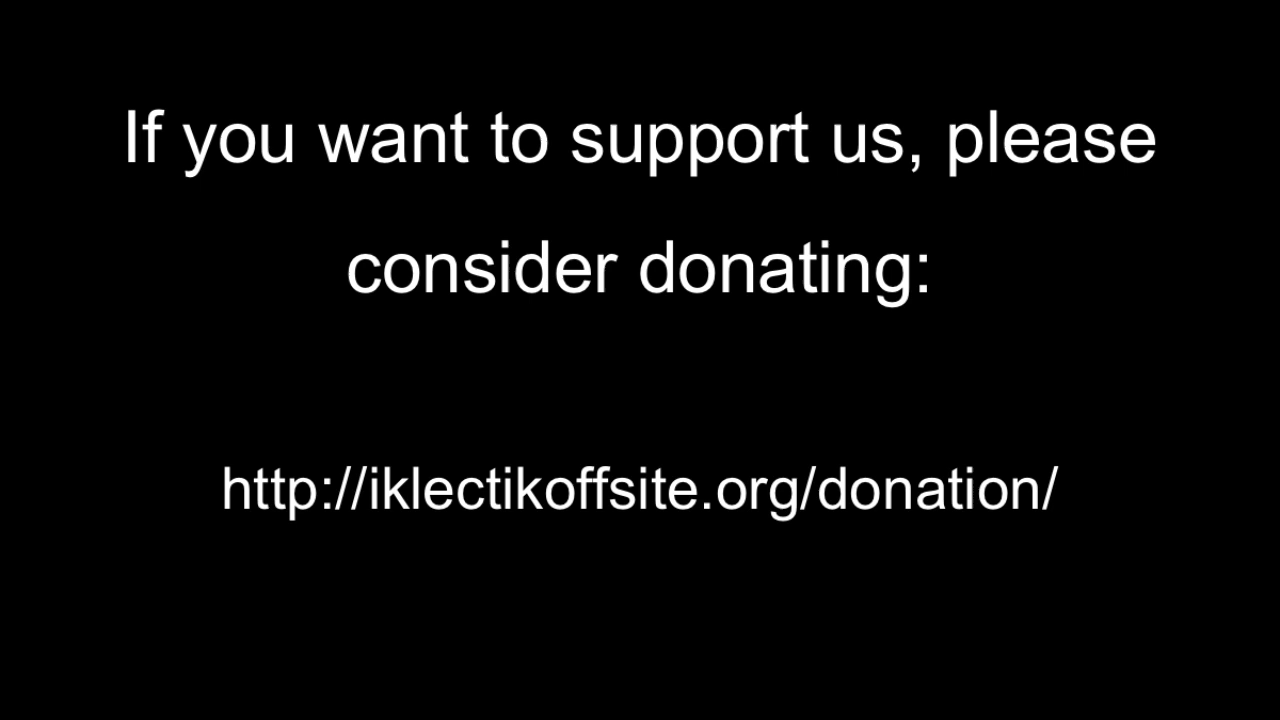 If you want to support us, please
consider donating:
http://iklectikoffsite.org/donation/